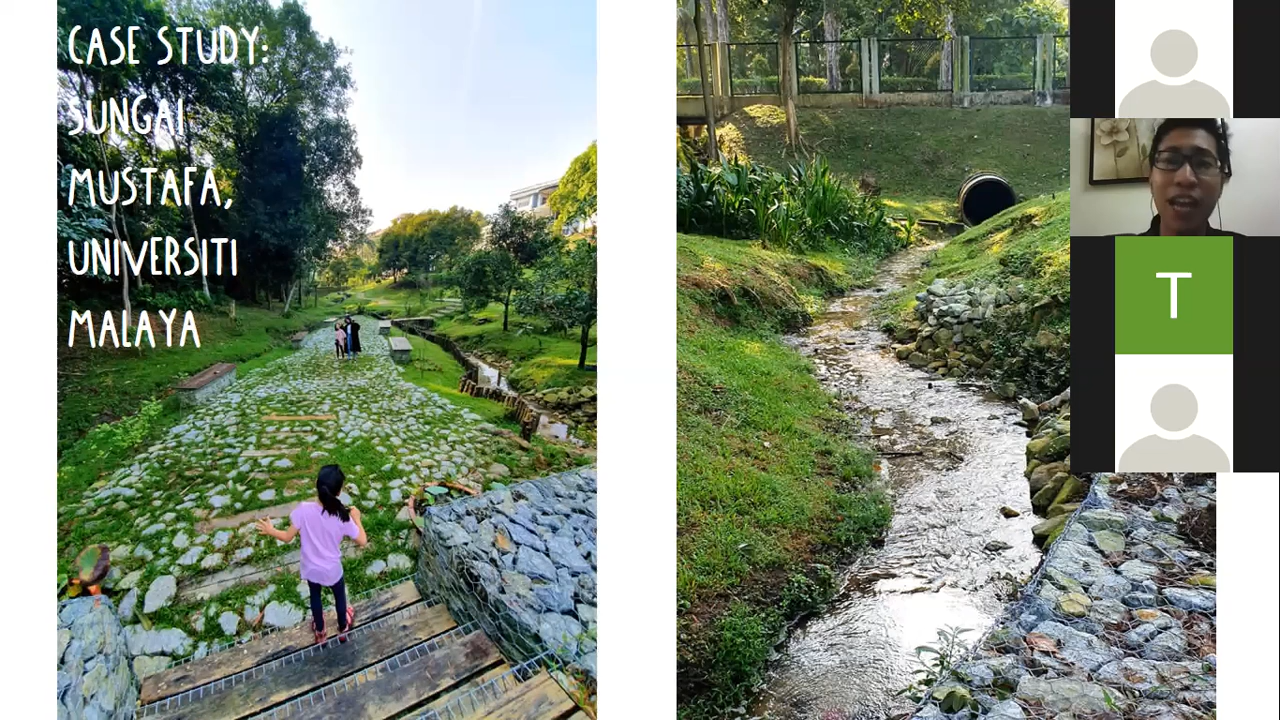 CASE STUDY:
SUNGAI
MUSTAFA,
UNIVERSITI
MALAYA
T